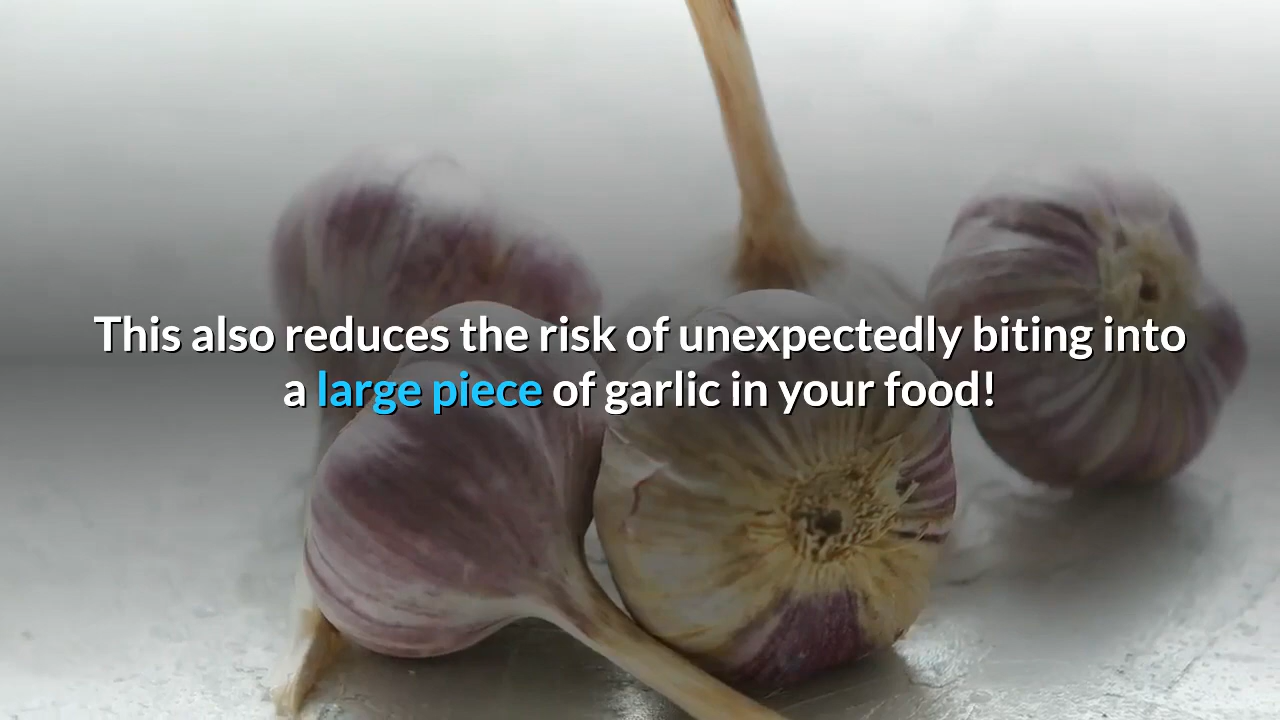 This also reduces the risk of unexpectedly biting into
a large piece of garlic in your food!